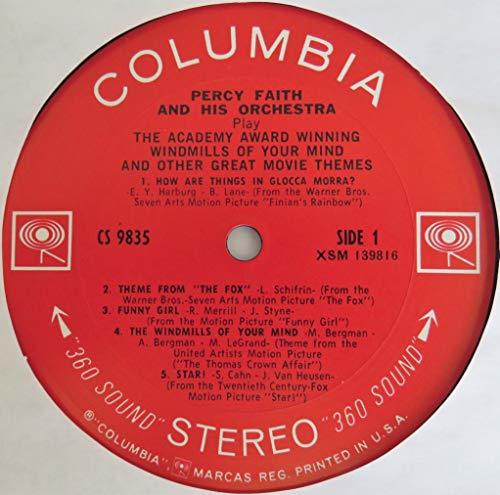 COLUMBIA
PERCY FAITH
AND HIS ORCHESTRA
Play
THE ACADEMY AWARD WINNING
WINDMILLS OF YOUR MIND
AND OTHER GREAT MOVIE THEMES
1. HOW ARE THINGS IN GLOCCA MORRA?
E. Y. Harburg - B. Lane- (From the Warner Bros.
Seven Arts Motion Picture "Finian's Rainbow")
CS 9835
SIDE 1
XSM 139816
2. THEME FROM "THE FOX" -L. Schifrin- (From the
Warner Bros.-Seven Arts Motion Picture "The Fox")
3. FUNNY GIRL -R. Merrill - J. Styne-
(From the Motion Picture "Funny Girl")
4. THE WINDMILLS OF YOUR MIND -M. Bergman -
A. Bergman - M. LeGrand- (Theme from the
United Artists Motion Picture
"The Thomas Crown Affair")
5. STAR! -S. Cahn - J. Van Heusen-
(From the Twentieth Century-Fox
Motion Picture "Star!")
"360 SOUND" STEREO "360 SOUND"
® "COLUMBIA", MARCAS REG. PRINTED IN U.S.A.